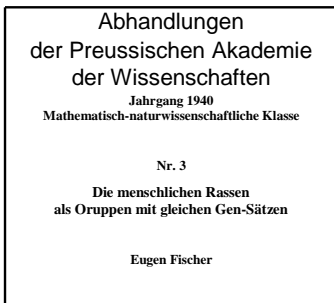 Abhandlungen
der Preussischen Akademie
der Wissenschaften
Jahrgang 1940
Mathematisch-naturwissenschaftliche Klasse
Nr. 3
Die menschlichen Rassen
als Oruppen mit gleichen Gen-Sätzen
Eugen Fischer